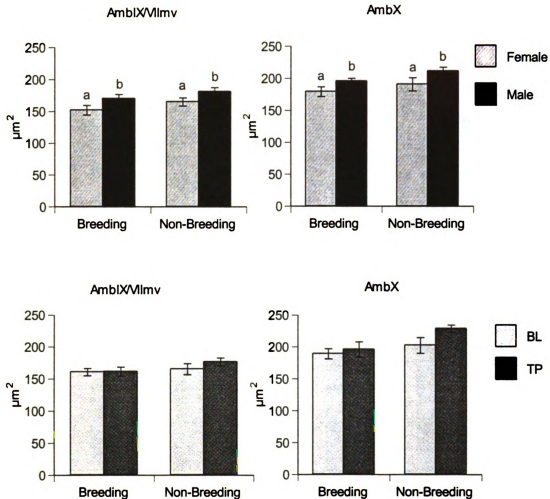 AmbIX/VIImv
AmbX
250
200
150
100
50
0
µm2
a b a b
Breeding Non-Breeding
250
200
150
100
50
0
µm2
a b a b
Breeding Non-Breeding
Female
Male
AmbIX/VIImv
AmbX
250
200
150
100
50
0
µm2
Breeding Non-Breeding
250
200
150
100
50
0
µm2
Breeding Non-Breeding
BL
TP